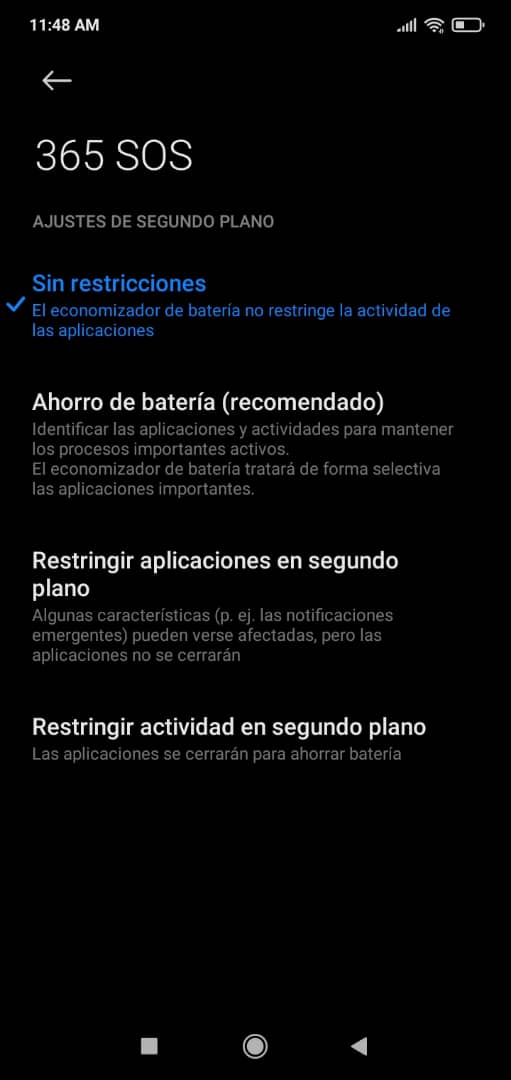 11:48 AM
365 SOS
AJUSTES DE SEGUNDO PLANO
Sin restricciones
El economizador de batería no restringe la actividad de
las aplicaciones
Ahorro de batería (recomendado)
Identificar las aplicaciones y actividades para mantener
los procesos importantes activos.
El economizador de batería tratará de forma selectiva
las aplicaciones importantes.
Restringir aplicaciones en segundo
plano
Algunas características (p. ej. las notificaciones
emergentes) pueden verse afectadas, pero las
aplicaciones no se cerrarán
Restringir actividad en segundo plano
Las aplicaciones se cerrarán para ahorrar batería